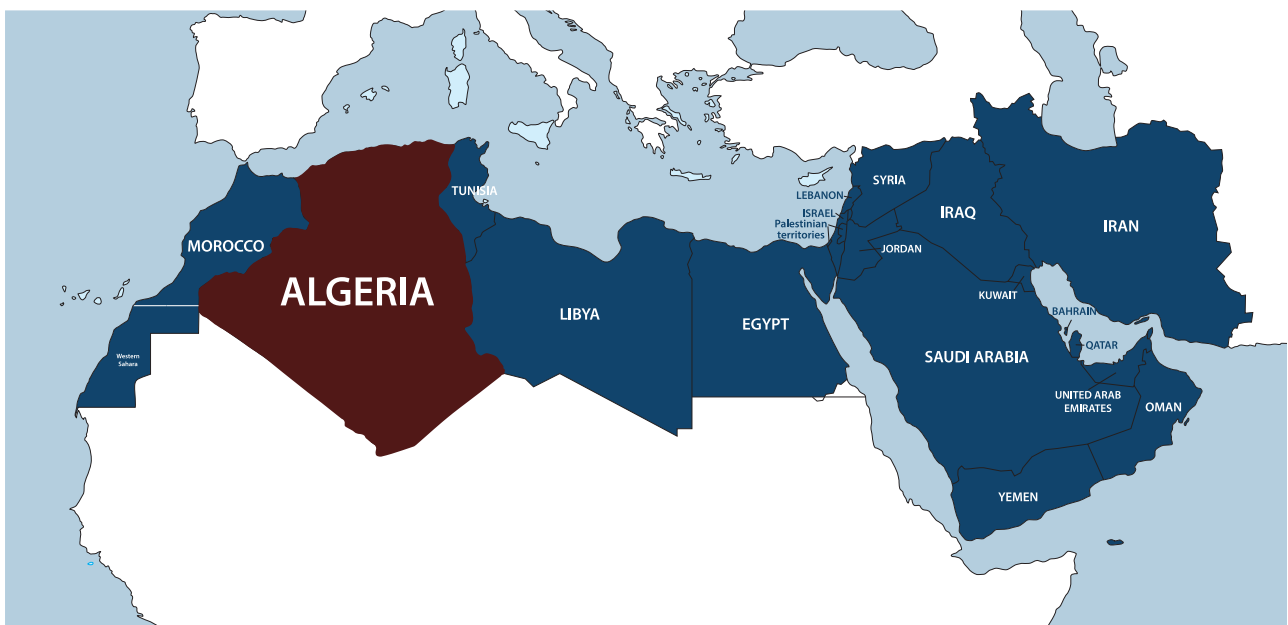 TUNISIA
MOROCCO
ALGERIA
LIBYA
EGYPT
Western
Sahara
SYRIA
LEBANON
ISRAEL
Palestinian
territories
JORDAN
IRAQ
IRAN
KUWAIT
BAHRAIN
QATAR
SAUDI ARABIA
UNITED ARAB
EMIRATES
OMAN
YEMEN